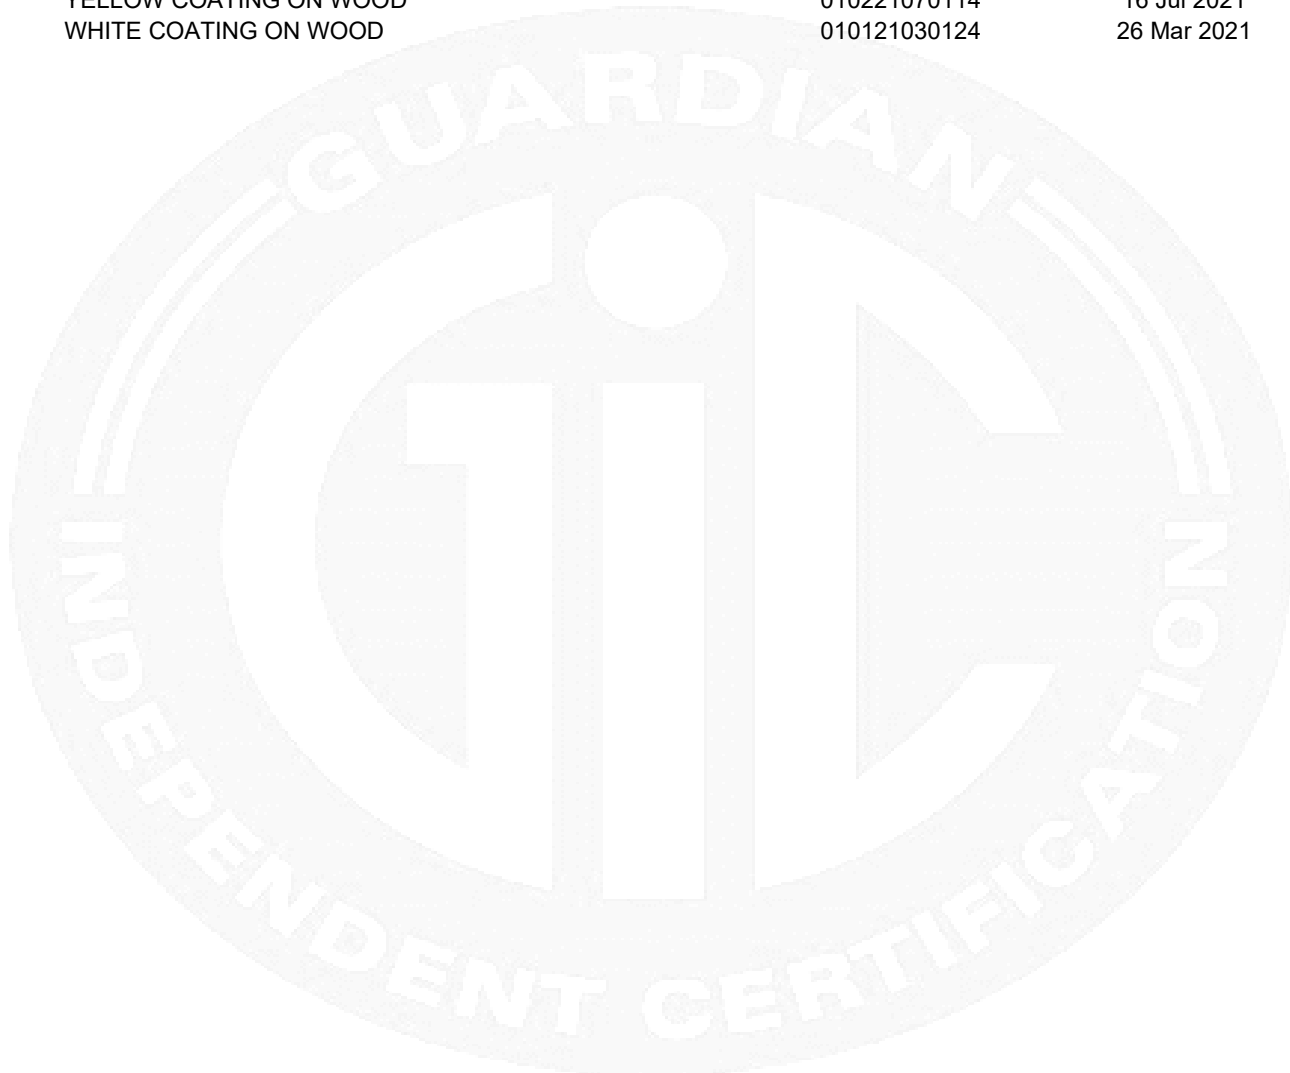 YELLOW COATING ON WOOD 010221070114 16 Jul 2021
WHITE COATING ON WOOD 010121030124 26 Mar 2021
GUARDIAN
GiC
INDEPENDENT CERTIFICATION